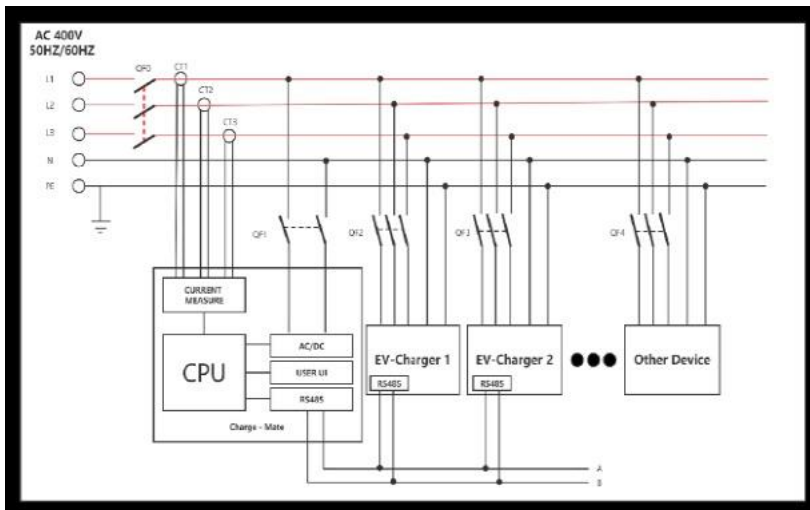 AC 400V
50HZ/60HZ
QF0
CT1
L1
CT2
L2
CT3
L3
N
PE
QF1
QF2
QF3
QF4
CURRENT
MEASURE
CPU
AC/DC
USER UI
RS485
Charge - Mate
EV-Charger 1
RS485
EV-Charger 2
RS485
Other Device
A
B